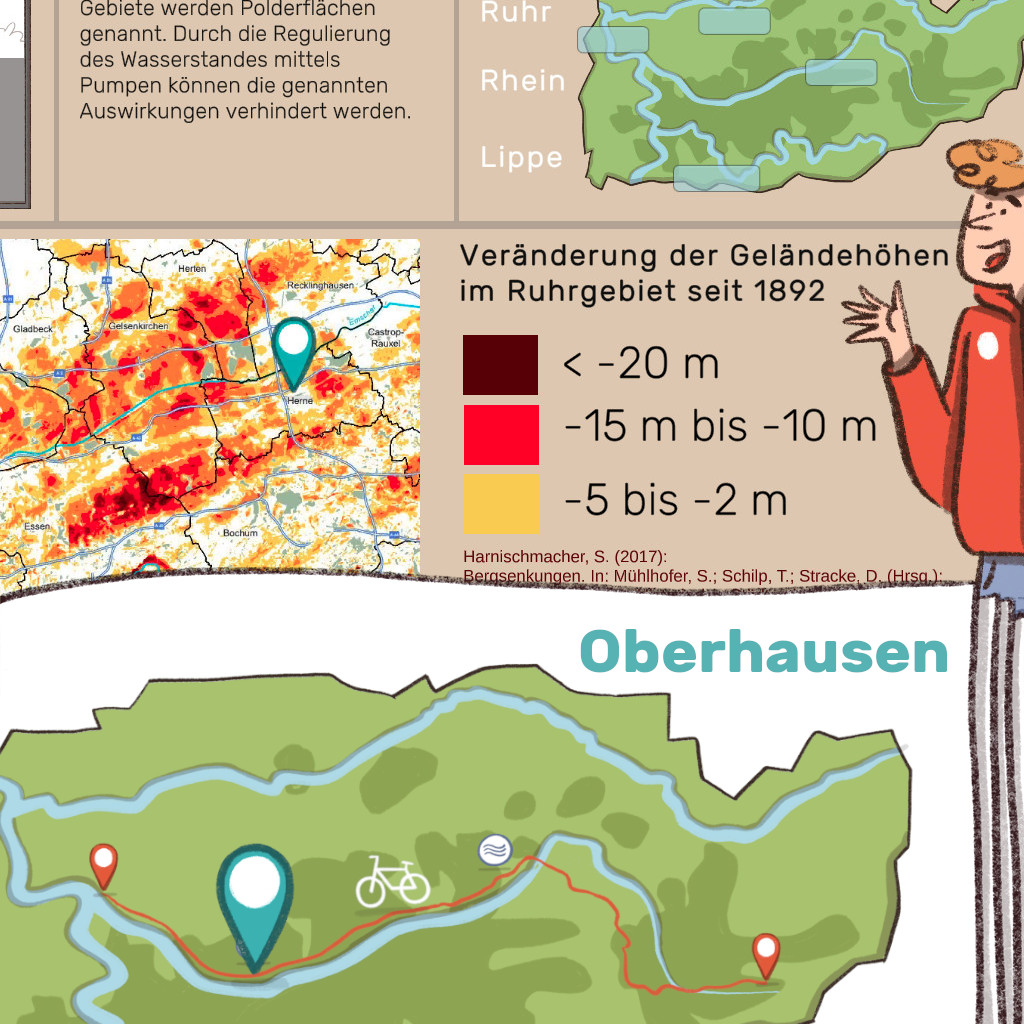 Gebiete werden Polderflächen
genannt. Durch die Regulierung
des Wasserstandes mittels
Pumpen können die genannten
Auswirkungen verhindert werden.
Ruhr
Rhein
Lippe
Herten
Recklinghausen
Gladbeck
Gelsenkirchen
Emscher
Castrop-
Rauxel
Herne
Essen
Bochum
Veränderung der Geländehöhen
im Ruhrgebiet seit 1892
< -20 m
-15 m bis -10 m
-5 bis -2 m
Harnischmacher, S. (2017):
Bergsenkungen. In: Mühlhofer, S.; Schilp, T.; Stracke, D. (Hrsg.):
Oberhausen